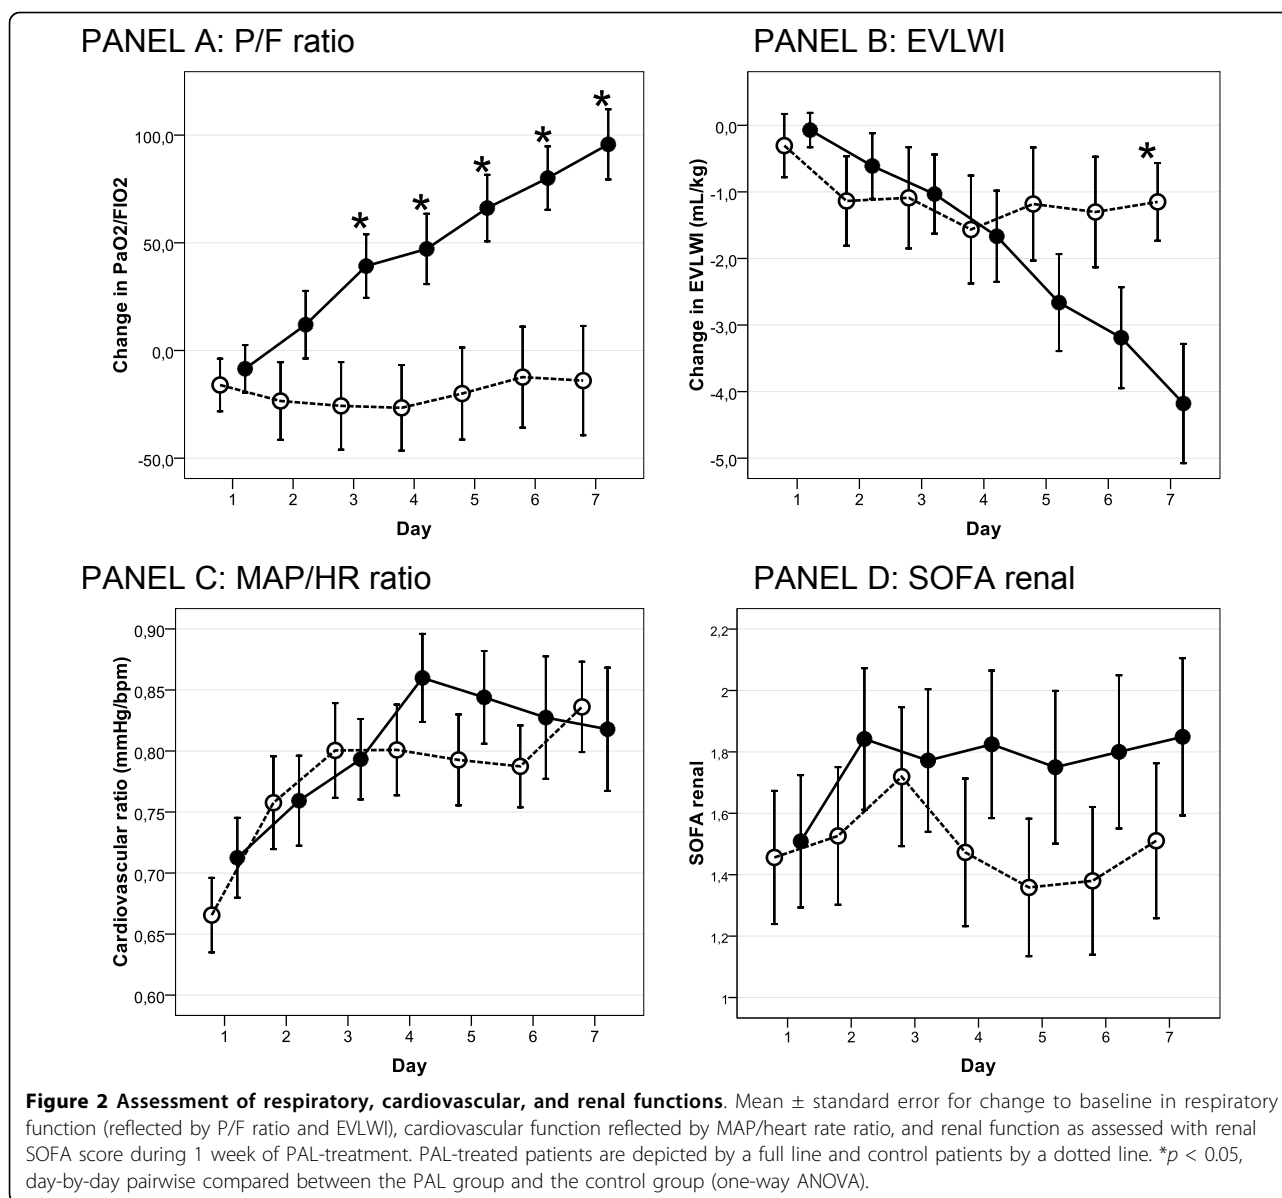 PANEL A: P/F ratio
PANEL B: EVLWI
Change in PaO2/FIO2
100,0
50,0
0,0
-50,0
* * * * *
1 2 3 4 5 6 7
Day
Change in EVLWI (mL/kg)
0,0
-1,0
-2,0
-3,0
-4,0
-5,0
*
1 2 3 4 5 6 7
Day
PANEL C: MAP/HR ratio
PANEL D: SOFA renal
Cardiovascular ratio (mmHg/bpm)
0,90
0,85
0,80
0,75
0,70
0,65
0,60
1 2 3 4 5 6 7
Day
SOFA renal
2,2
2
1,8
1,6
1,4
1,2
1
1 2 3 4 5 6 7
Day
Figure 2 Assessment of respiratory, cardiovascular, and renal functions. Mean ± standard error for change to baseline in respiratory
function (reflected by P/F ratio and EVLWI), cardiovascular function reflected by MAP/heart rate ratio, and renal function as assessed with renal
SOFA score during 1 week of PAL-treatment. PAL-treated patients are depicted by a full line and control patients by a dotted line. *p < 0.05,
day-by-day pairwise compared between the PAL group and the control group (one-way ANOVA).